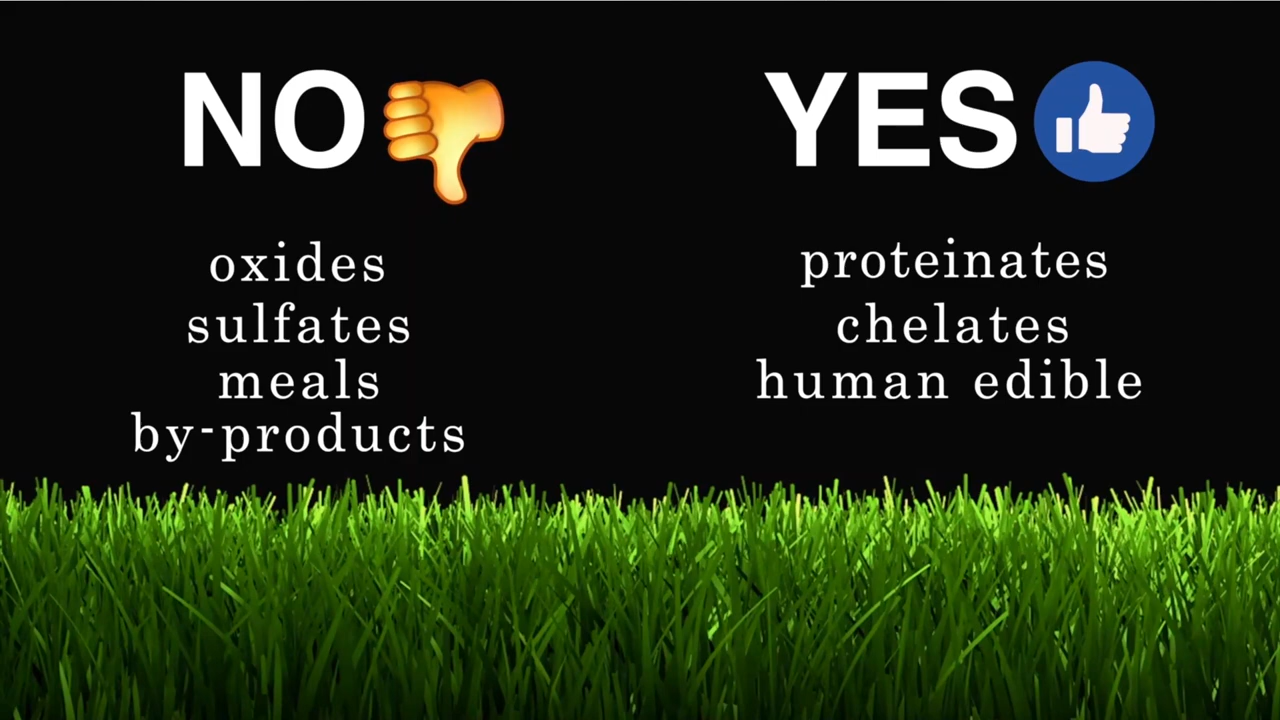 NO
oxides
sulfates
meals
by-products
YES
proteinates
chelates
human edible